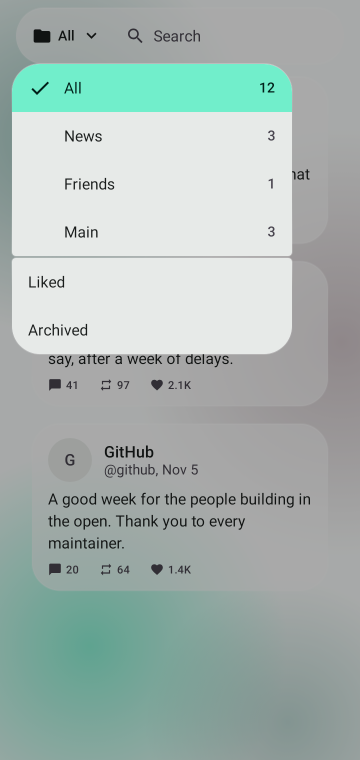 All
Search
All 12
News 3
Friends 1
Main 3
Liked
Archived
say, after a week of delays.
41 97 2.1K
G
GitHub
@github, Nov 5
A good week for the people building in
the open. Thank you to every
maintainer.
20 64 1.4K